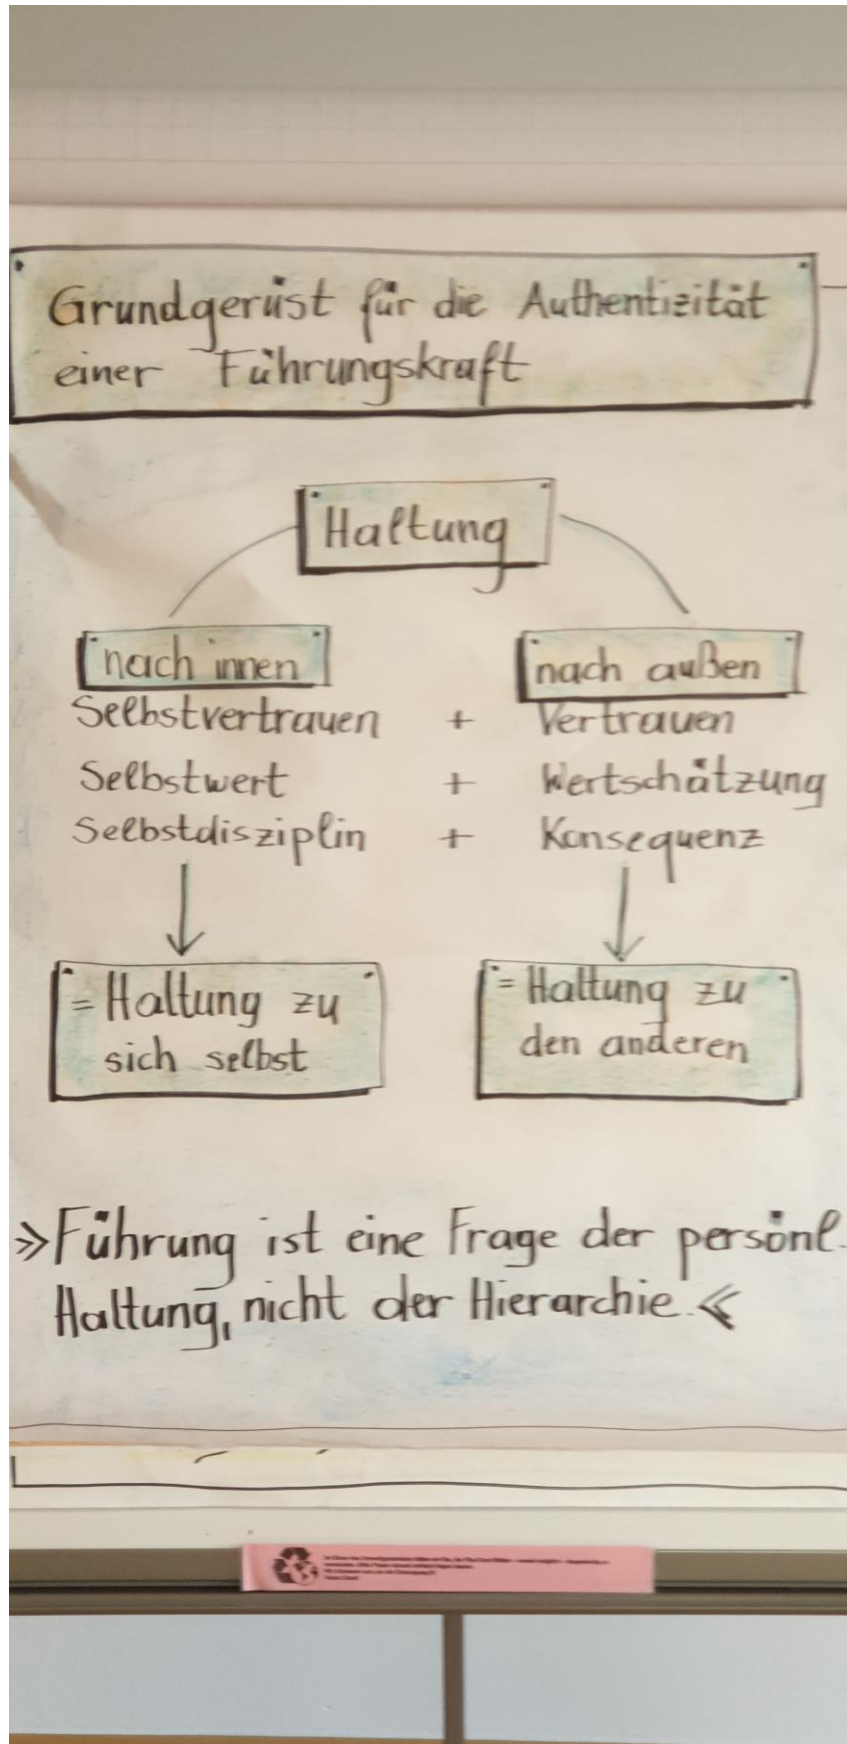 Grundgerüst für die Authentizität
einer Führungskraft
Haltung
nach innen
nach außen
Selbstvertrauen + Vertrauen
Selbstwert + Wertschätzung
Selbstdisziplin + Konsequenz
= Haltung zu
sich selbst
= Haltung zu
den anderen
»Führung ist eine Frage der persönl.
Haltung, nicht der Hierarchie.«